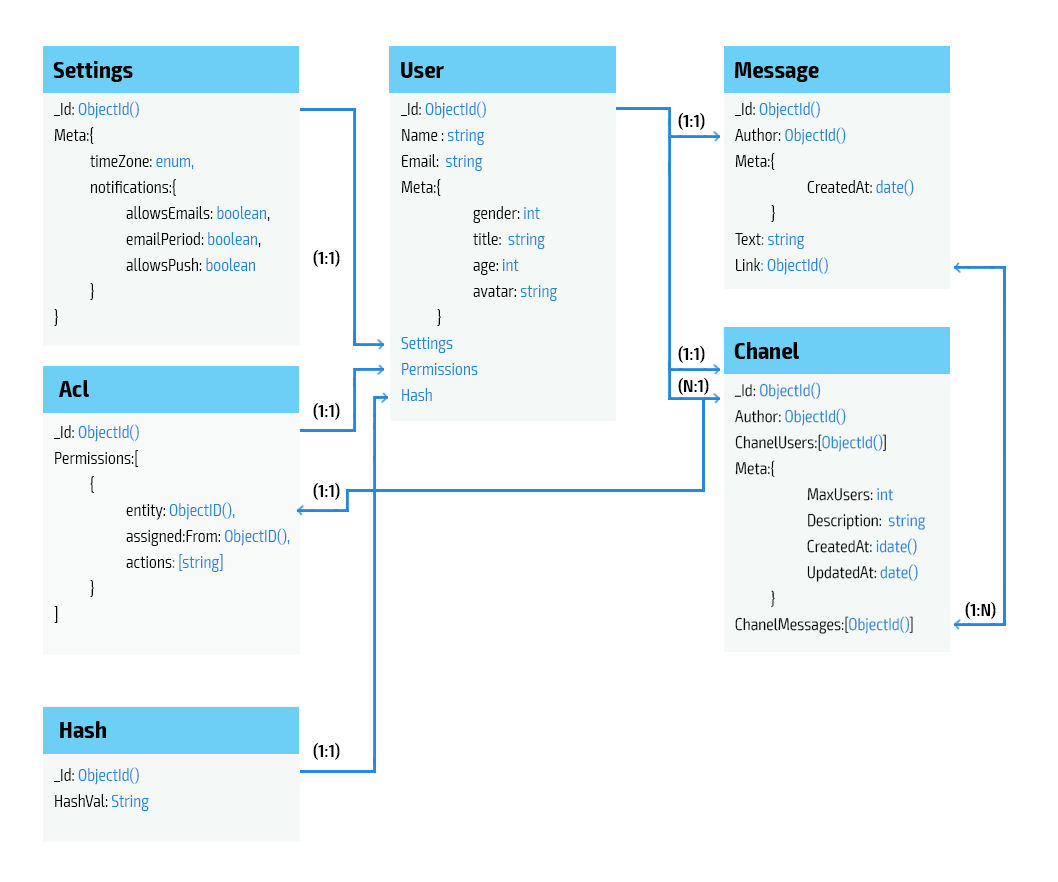 Settings
_Id: ObjectId()
Meta:{
timeZone: enum,
notifications:{
allowsEmails: boolean,
emailPeriod: boolean,
allowsPush: boolean
}
}
(1:1)
Acl
_Id: ObjectId()
Permissions:[
{
entity: ObjectID(),
assigned:From: ObjectID(),
actions: [string]
}
]
(1:1)
(1:1)
Hash
_Id: ObjectId()
HashVal: String
(1:1)
User
_Id: ObjectId()
Name : string
Email: string
Meta:{
gender: int
title: string
age: int
avatar: string
}
Settings
Permissions
Hash
(1:1)
(1:1)
(N:1)
Message
_Id: ObjectId()
Author: ObjectId()
Meta:{
CreatedAt: date()
}
Text: string
Link: ObjectId()
Chanel
_Id: ObjectId()
Author: ObjectId()
ChanelUsers:[ObjectId()]
Meta:{
MaxUsers: int
Description: string
CreatedAt: idate()
UpdatedAt: date()
}
ChanelMessages:[ObjectId()]
(1:N)